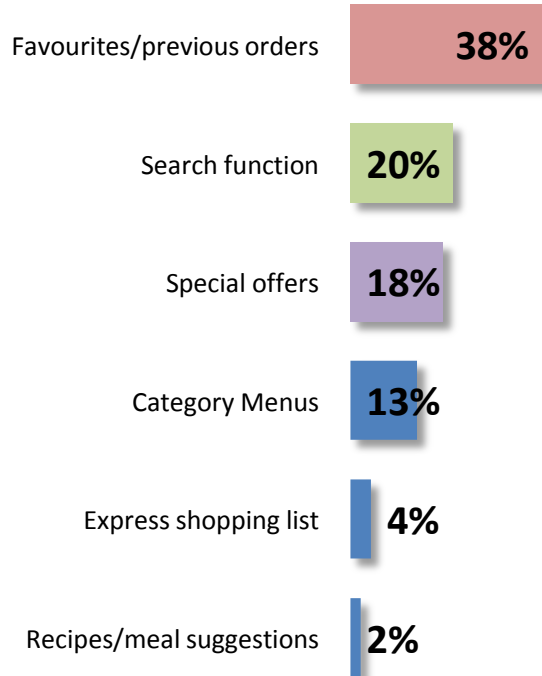 Favourites/previous orders 38%
Search function 20%
Special offers 18%
Category Menus 13%
Express shopping list 4%
Recipes/meal suggestions 2%